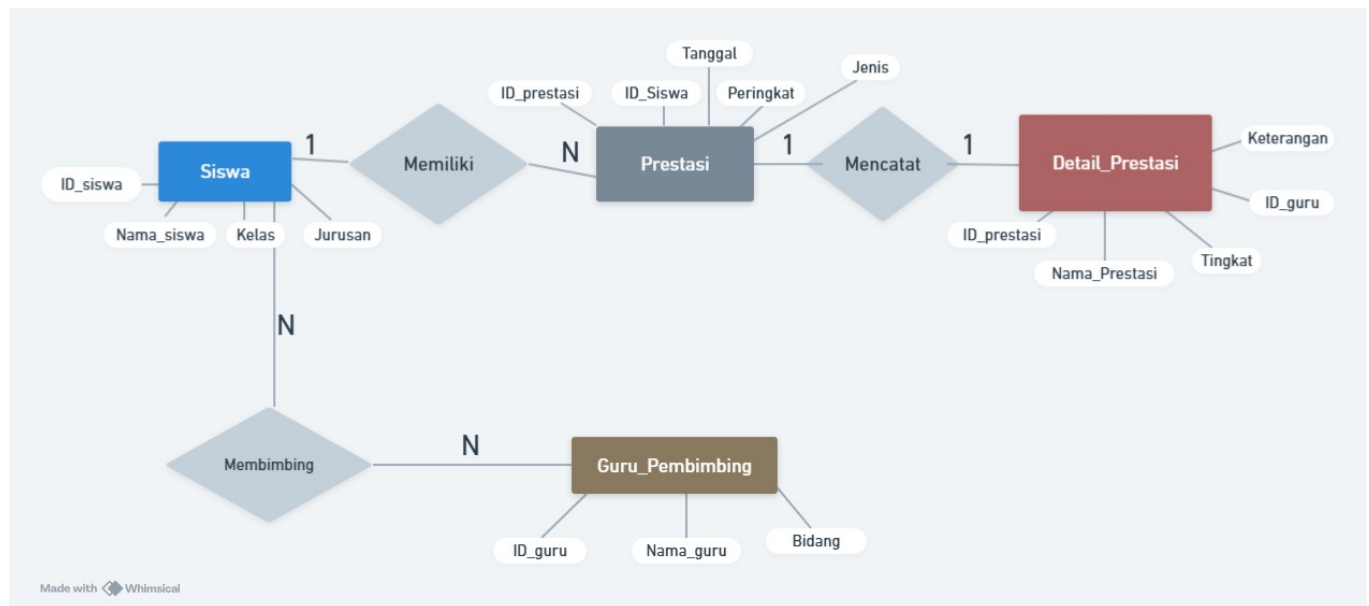 Tanggal
Jenis
ID_prestasi
ID_Siswa
Peringkat
1
Memiliki
N
Prestasi
1
Mencatat
1
Detail_Prestasi
Keterangan
Siswa
ID_siswa
Nama_siswa
Kelas
Jurusan
ID_guru
ID_prestasi
Nama_Prestasi
Tingkat
N
Membimbing
N
Guru_Pembimbing
ID_guru
Nama_guru
Bidang
Made with Whimsical